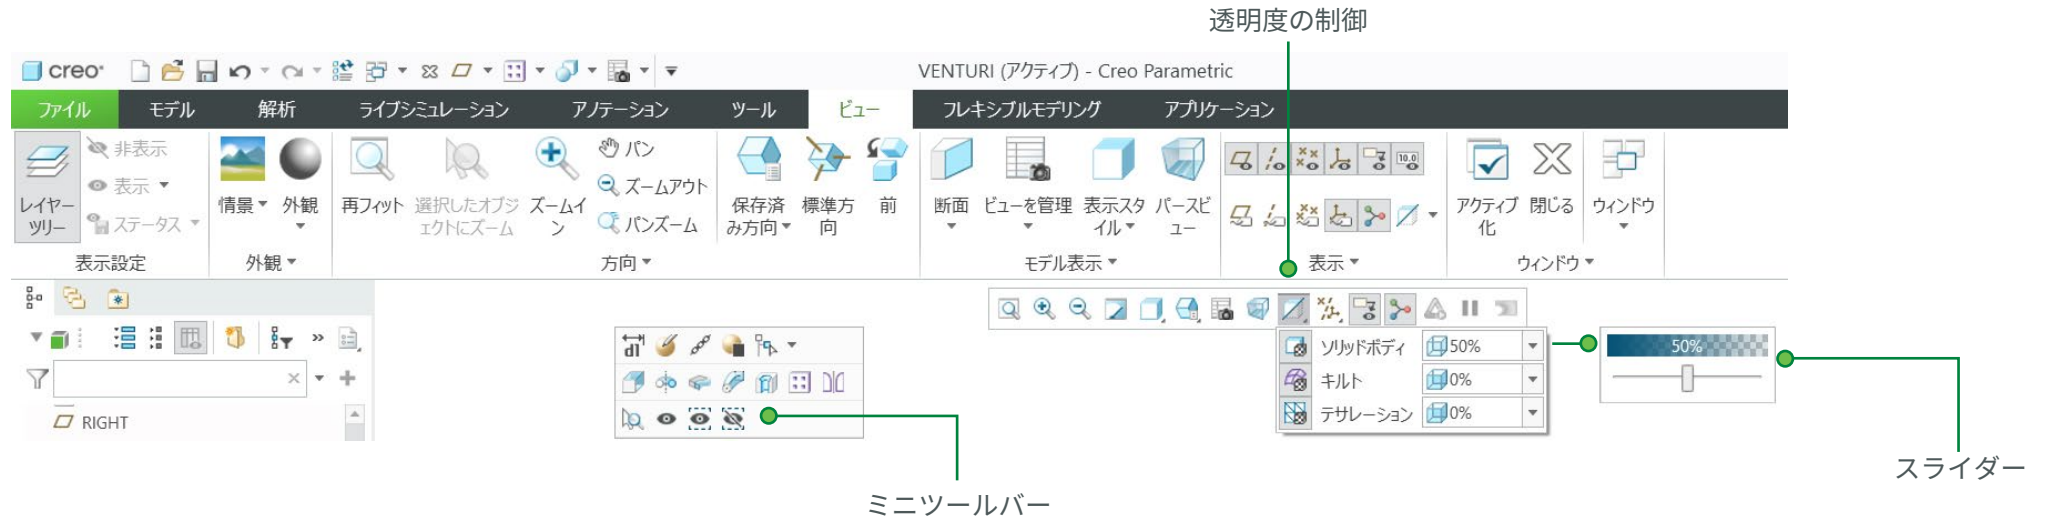 透明度の制御
creo®
VENTURI (アクティブ) - Creo Parametric
ファイル モデル 解析 ライブシミュレーション アノテーション ツール ビュー フレキシブルモデリング アプリケーション
レイヤー
ツリー
非表示
表示
ステータス
情景
外観
再フィット
選択したオブジ
ェクトにズーム
ズームイ
ン
パン
ズームアウト
パンズーム
保存済
み方向
標準方
向
前
断面
ビューを管理
表示スタ
イル
パースビ
ュー
10.0
アクティブ
化
閉じる
ウィンドウ
表示設定 外観 方向 モデル表示 表示 ウィンドウ
RIGHT
ソリッドボディ 50%
キルト 0%
テサレーション 0%
50%
スライダー
ミニツールバー